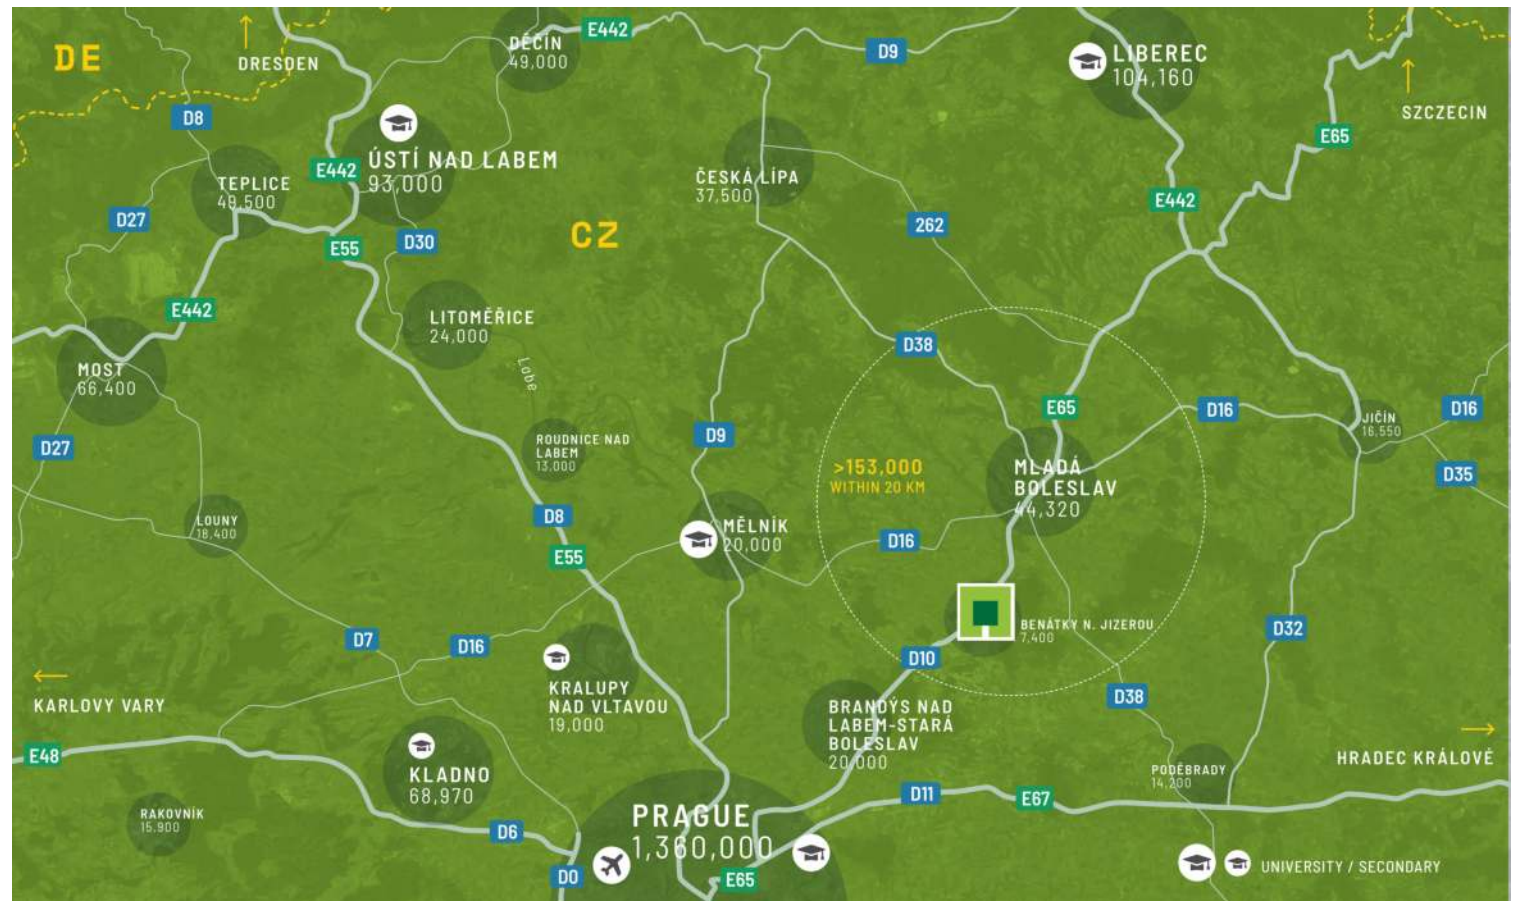 DE
DRESDEN
DĚČÍN
49,000
E442
D9
LIBEREC
104,160
SZCZECIN
D8
E442
ÚSTÍ NAD LABEM
93,000
E65
TEPLICE
49,500
ČESKÁ LÍPA
37,500
E442
D27
E55
D30
CZ
262
E442
LITOMĚŘICE
24,000
Labe
D38
MOST
66,400
E65
D16
JIČÍN
16,550
D16
D27
ROUDNICE NAD
LABEM
13,000
D9
>153,000
WITHIN 20 KM
MLADÁ
BOLESLAV
44,320
D35
LOUNY
18,400
D8
E55
MĚLNÍK
20,000
D16
BENÁTKY N. JIZEROU
7,400
D32
D7
D16
D10
KARLOVY VARY
KRALUPY
NAD VLTAVOU
19,000
BRANDÝS NAD
LABEM-STARÁ
BOLESLAV
20,000
D38
E48
KLADNO
68,970
PODĚBRADY
14,200
HRADEC KRÁLOVÉ
RAKOVNÍK
15,900
D6
PRAGUE
1,360,000
D11
E67
D0
E65
UNIVERSITY / SECONDARY